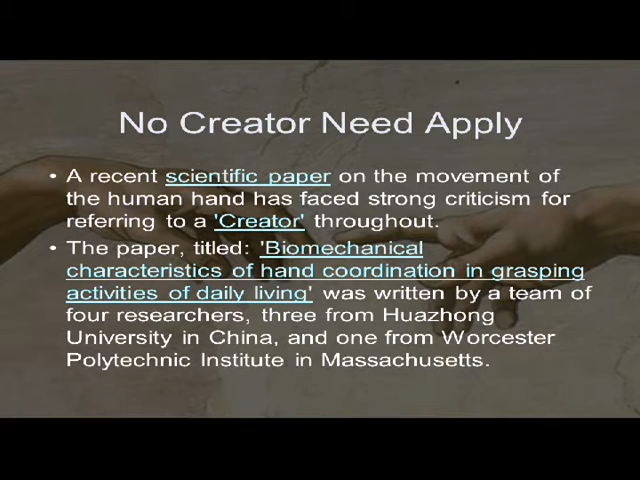 No Creator Need Apply
• A recent scientific paper on the movement of
the human hand has faced strong criticism for
referring to a 'Creator' throughout.
• The paper, titled: 'Biomechanical
characteristics of hand coordination in grasping
activities of daily living' was written by a team of
four researchers, three from Huazhong
University in China, and one from Worcester
Polytechnic Institute in Massachusetts.